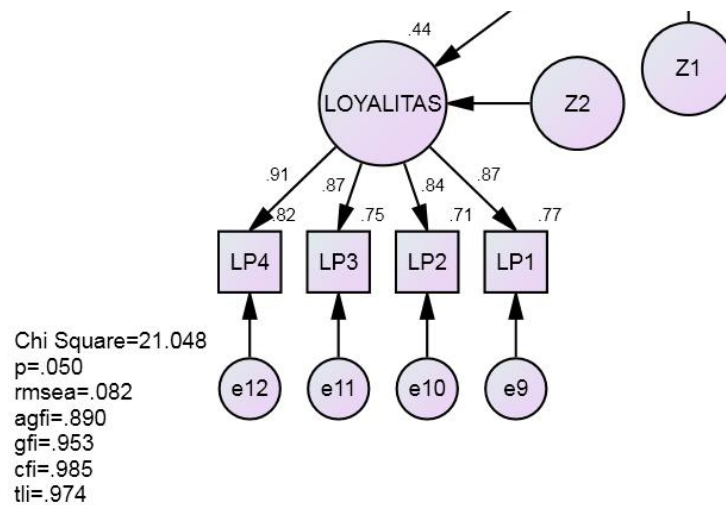 .44
Z1
LOYALITAS
Z2
.91
.87
.84
.87
.82
.75
.71
.77
LP4
LP3
LP2
LP1
Chi Square=21.048
p=.050
rmsea=.082
agfi=.890
gfi=.953
cfi=.985
tli=.974
e12
e11
e10
e9